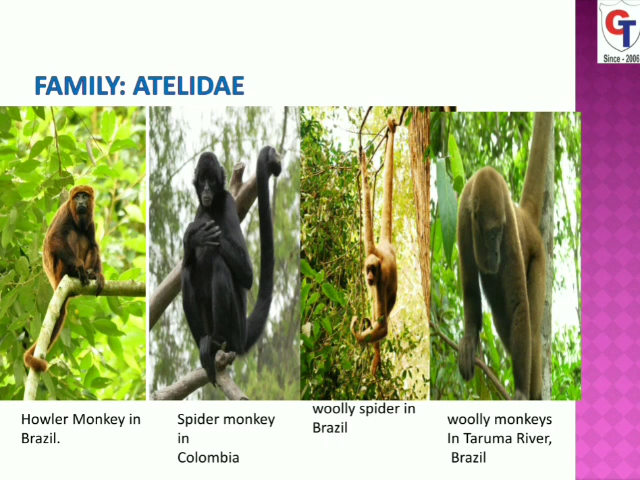 GT
Since - 2006
FAMILY: ATELIDAE
Howler Monkey in
Brazil.
Spider monkey
in
Colombia
woolly spider in
Brazil
woolly monkeys
In Taruma River,
Brazil